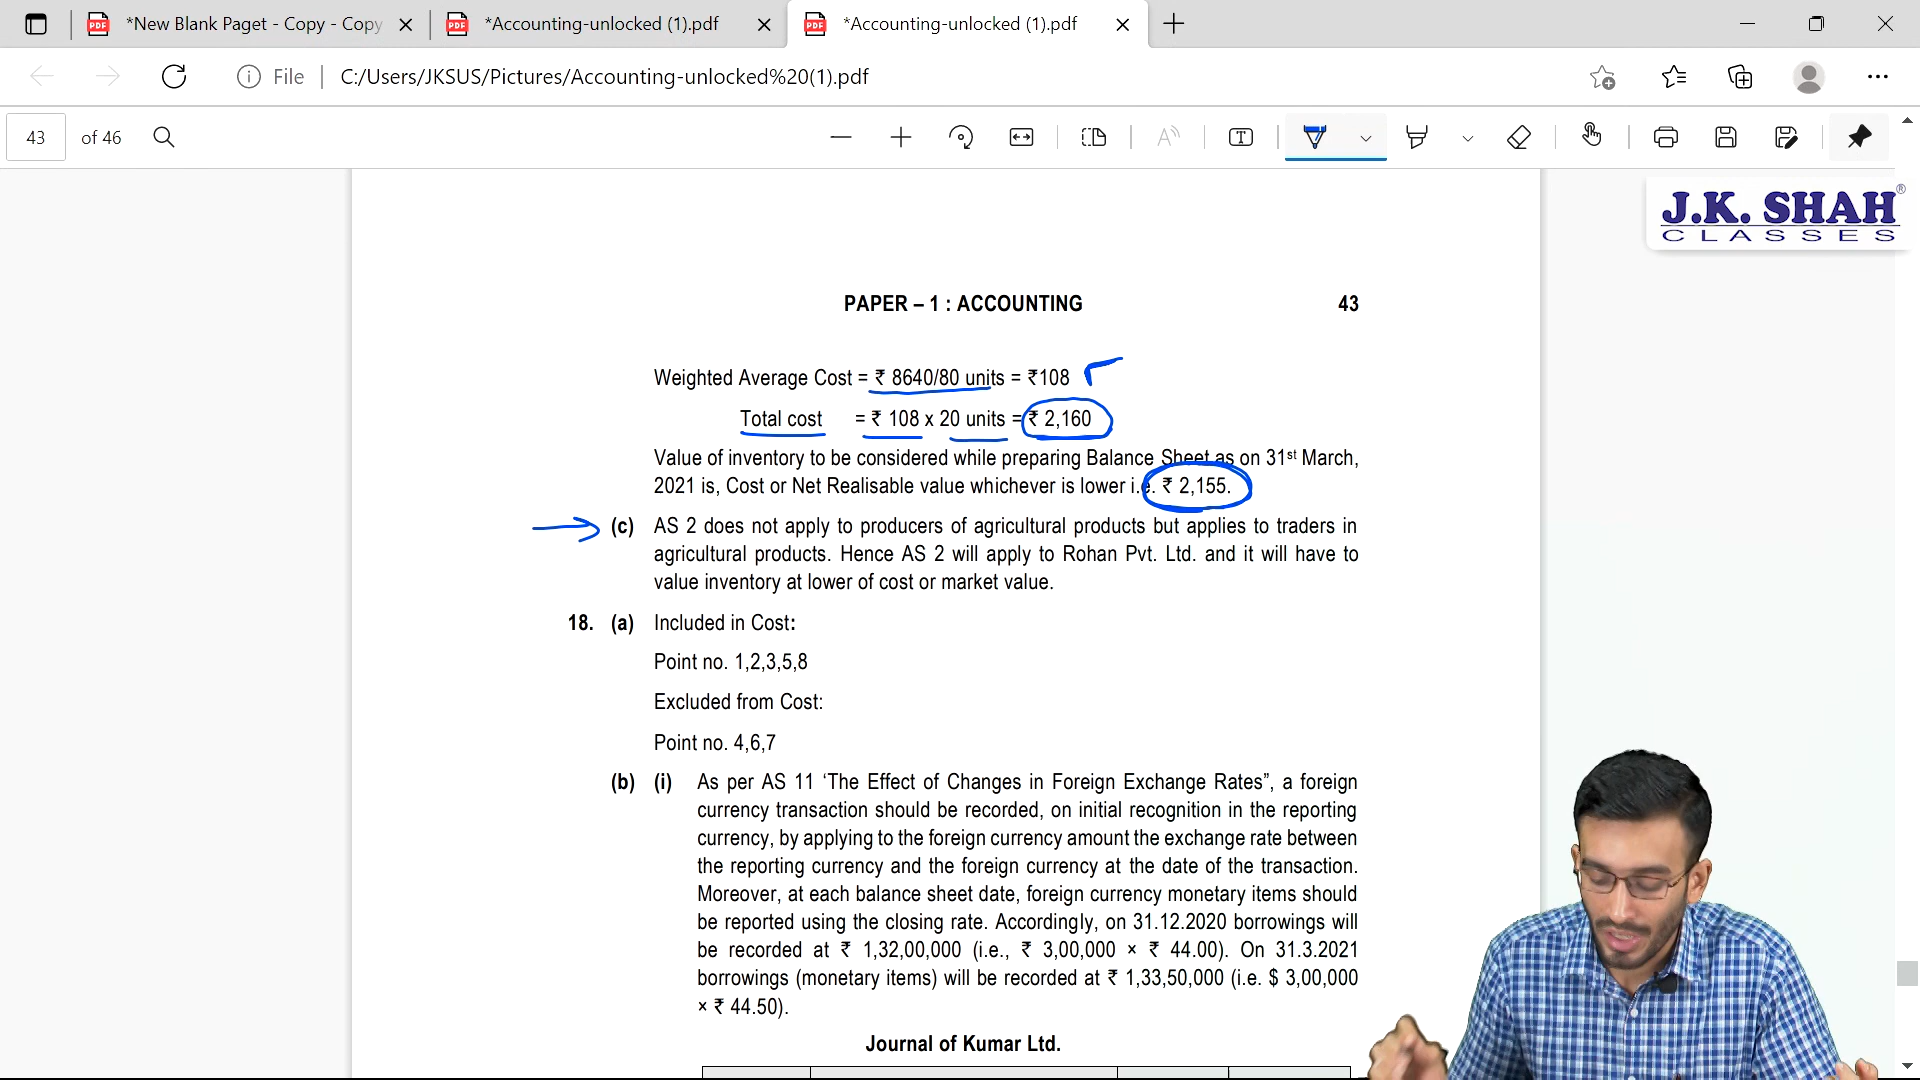 *New Blank Paget - Copy - Copy
*Accounting-unlocked (1).pdf
*Accounting-unlocked (1).pdf
File
C:/Users/JKSUS/Pictures/Accounting-unlocked%20(1).pdf
43 of 46
J.K. SHAH®
CLASSES
PAPER – 1 : ACCOUNTING 43
Weighted Average Cost = ₹ 8640/80 units = ₹108
Total cost = ₹ 108 x 20 units = ₹ 2,160
Value of inventory to be considered while preparing Balance Sheet as on 31st March,
2021 is, Cost or Net Realisable value whichever is lower i.e. ₹ 2,155.
(c) AS 2 does not apply to producers of agricultural products but applies to traders in
agricultural products. Hence AS 2 will apply to Rohan Pvt. Ltd. and it will have to
value inventory at lower of cost or market value.
18. (a) Included in Cost:
Point no. 1,2,3,5,8
Excluded from Cost:
Point no. 4,6,7
(b) (i) As per AS 11 ‘The Effect of Changes in Foreign Exchange Rates”, a foreign
currency transaction should be recorded, on initial recognition in the reporting
currency, by applying to the foreign currency amount the exchange rate between
the reporting currency and the foreign currency at the date of the transaction.
Moreover, at each balance sheet date, foreign currency monetary items should
be reported using the closing rate. Accordingly, on 31.12.2020 borrowings will
be recorded at ₹ 1,32,00,000 (i.e., ₹ 3,00,000 × ₹ 44.00). On 31.3.2021
borrowings (monetary items) will be recorded at ₹ 1,33,50,000 (i.e. $ 3,00,000
× ₹ 44.50).
Journal of Kumar Ltd.